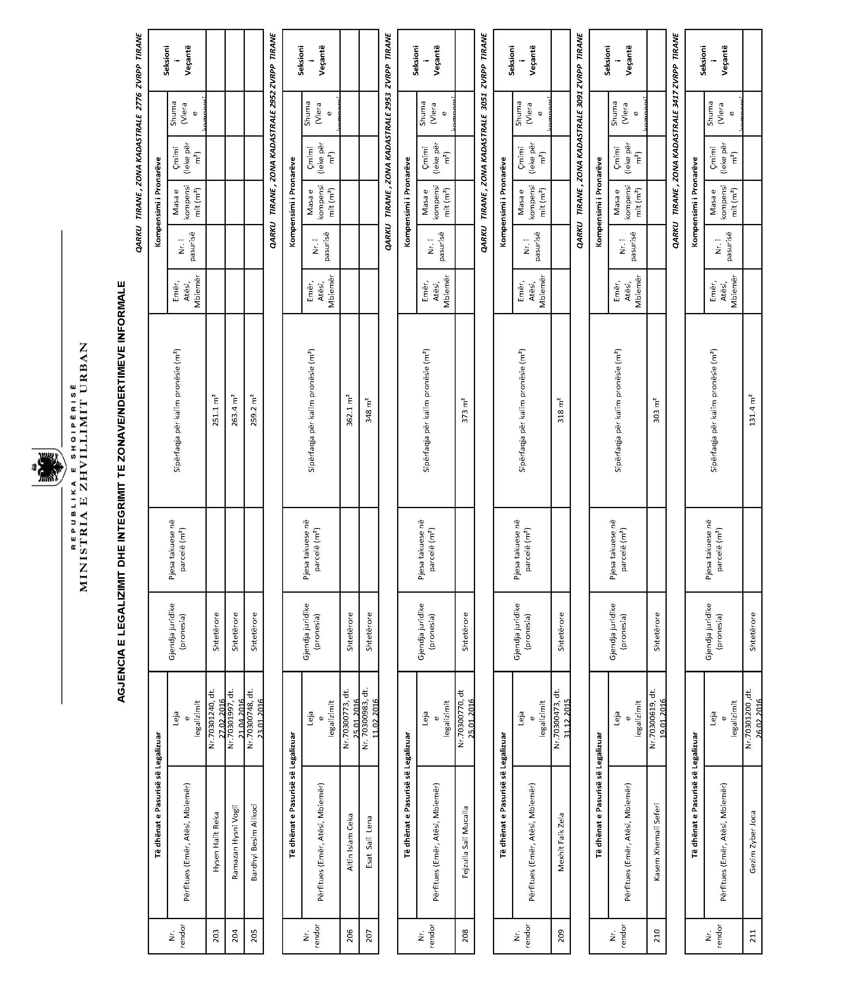 REPUBLIKA E SHQIPËRISË
MINISTRIA E ZHVILLIMIT URBAN
AGJENCIA E LEGALIZIMIT DHE INTEGRIMIT TE ZONAVE/NDERTIMEVE INFORMALE
QARKU TIRANE , ZONA KADASTRALE 2776 ZVRPP TIRANE
Nr. rendor Të dhënat e Pasurisë së Legalizuar Gjendja juridike (pronesia) Pjesa takuese në parcelë (m²) Sipërfaqja për kalim pronësie (m²) Kompensimi i Pronarëve Seksioni i Veçantë
Përfitues (Emër, Atësi, Mbiemër) Leja e legalizimit Emër, Atësi, Mbiemër Nr. i pasurisë Masa e kompensi mit (m²) Çmimi (leke për m²) Shuma (Vlera e kompensi
203 Hysen Halit Reka Nr.70301240, dt. 27.02.2016 Shtetërore 251.1 m²
204 Ramazan Hysni Vogli Nr.70301997, dt. 21.04.2016 Shtetërore 263.4 m²
205 Bardhyl Besim Allkoci Nr.70300748, dt. 23.01.2016 Shtetërore 259.2 m²
QARKU TIRANE , ZONA KADASTRALE 2952 ZVRPP TIRANE
Nr. rendor Të dhënat e Pasurisë së Legalizuar Gjendja juridike (pronesia) Pjesa takuese në parcelë (m²) Sipërfaqja për kalim pronësie (m²) Kompensimi i Pronarëve Seksioni i Veçantë
Përfitues (Emër, Atësi, Mbiemër) Leja e legalizimit Emër, Atësi, Mbiemër Nr. i pasurisë Masa e kompensi mit (m²) Çmimi (leke për m²) Shuma (Vlera e kompensi
206 Altin Islam Ceka Nr.70300773, dt. 25.01.2016 Shtetërore 362.1 m²
207 Esat Sali Lena Nr. 70300983, dt. 11.02.2016 Shtetërore 348 m²
QARKU TIRANE , ZONA KADASTRALE 2953 ZVRPP TIRANE
Nr. rendor Të dhënat e Pasurisë së Legalizuar Gjendja juridike (pronesia) Pjesa takuese në parcelë (m²) Sipërfaqja për kalim pronësie (m²) Kompensimi i Pronarëve Seksioni i Veçantë
Përfitues (Emër, Atësi, Mbiemër) Leja e legalizimit Emër, Atësi, Mbiemër Nr. i pasurisë Masa e kompensi mit (m²) Çmimi (leke për m²) Shuma (Vlera e kompensi
208 Fejzulla Sali Mucalla Nr.70300770, dt 25.01.2016 Shtetërore 373 m²
QARKU TIRANE , ZONA KADASTRALE 3051 ZVRPP TIRANE
Nr. rendor Të dhënat e Pasurisë së Legalizuar Gjendja juridike (pronesia) Pjesa takuese në parcelë (m²) Sipërfaqja për kalim pronësie (m²) Kompensimi i Pronarëve Seksioni i Veçantë
Përfitues (Emër, Atësi, Mbiemër) Leja e legalizimit Emër, Atësi, Mbiemër Nr. i pasurisë Masa e kompensi mit (m²) Çmimi (leke për m²) Shuma (Vlera e kompensi
209 Mexhit Faik Zela Nr.70300473, dt. 31.12.2015 Shtetërore 318 m²
QARKU TIRANE , ZONA KADASTRALE 3091 ZVRPP TIRANE
Nr. rendor Të dhënat e Pasurisë së Legalizuar Gjendja juridike (pronesia) Pjesa takuese në parcelë (m²) Sipërfaqja për kalim pronësie (m²) Kompensimi i Pronarëve Seksioni i Veçantë
Përfitues (Emër, Atësi, Mbiemër) Leja e legalizimit Emër, Atësi, Mbiemër Nr. i pasurisë Masa e kompensi mit (m²) Çmimi (leke për m²) Shuma (Vlera e kompensi
210 Kasem Xhemali Seferi Nr.70300619, dt. 19.01.2016 Shtetërore 303 m²
QARKU TIRANE , ZONA KADASTRALE 3417 ZVRPP TIRANE
Nr. rendor Të dhënat e Pasurisë së Legalizuar Gjendja juridike (pronesia) Pjesa takuese në parcelë (m²) Sipërfaqja për kalim pronësie (m²) Kompensimi i Pronarëve Seksioni i Veçantë
Përfitues (Emër, Atësi, Mbiemër) Leja e legalizimit Emër, Atësi, Mbiemër Nr. i pasurisë Masa e kompensi mit (m²) Çmimi (leke për m²) Shuma (Vlera e kompensi
211 Gezim Zyber Joca Nr.70301200 ,dt. 26.02.2016 Shtetërore 131.4 m²